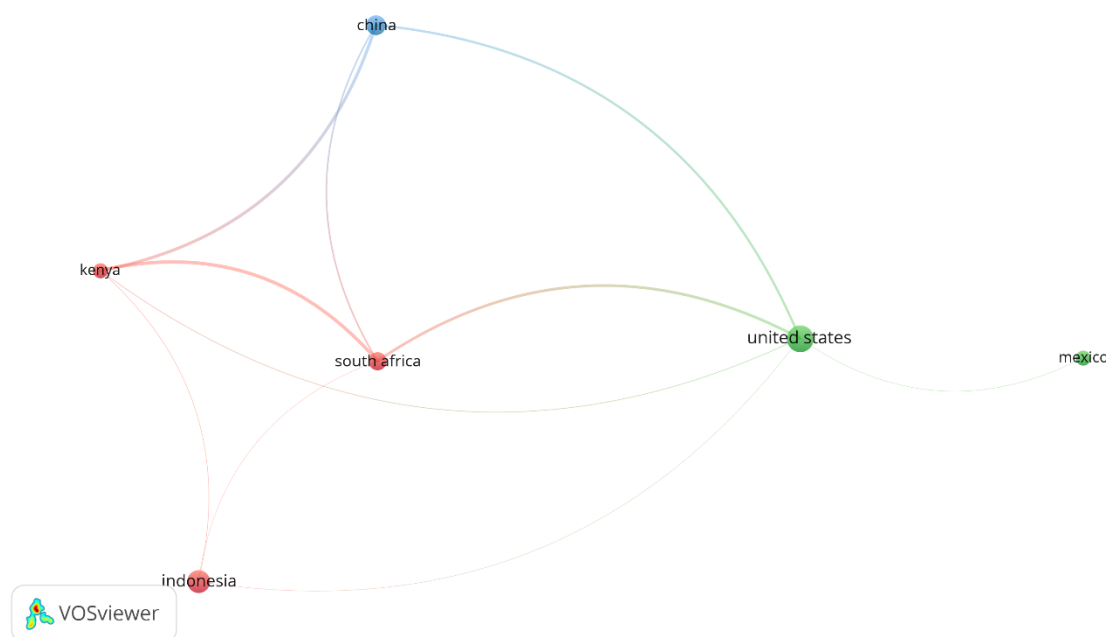 china
kenya
south africa
united states
mexico
indonesia
VOSviewer